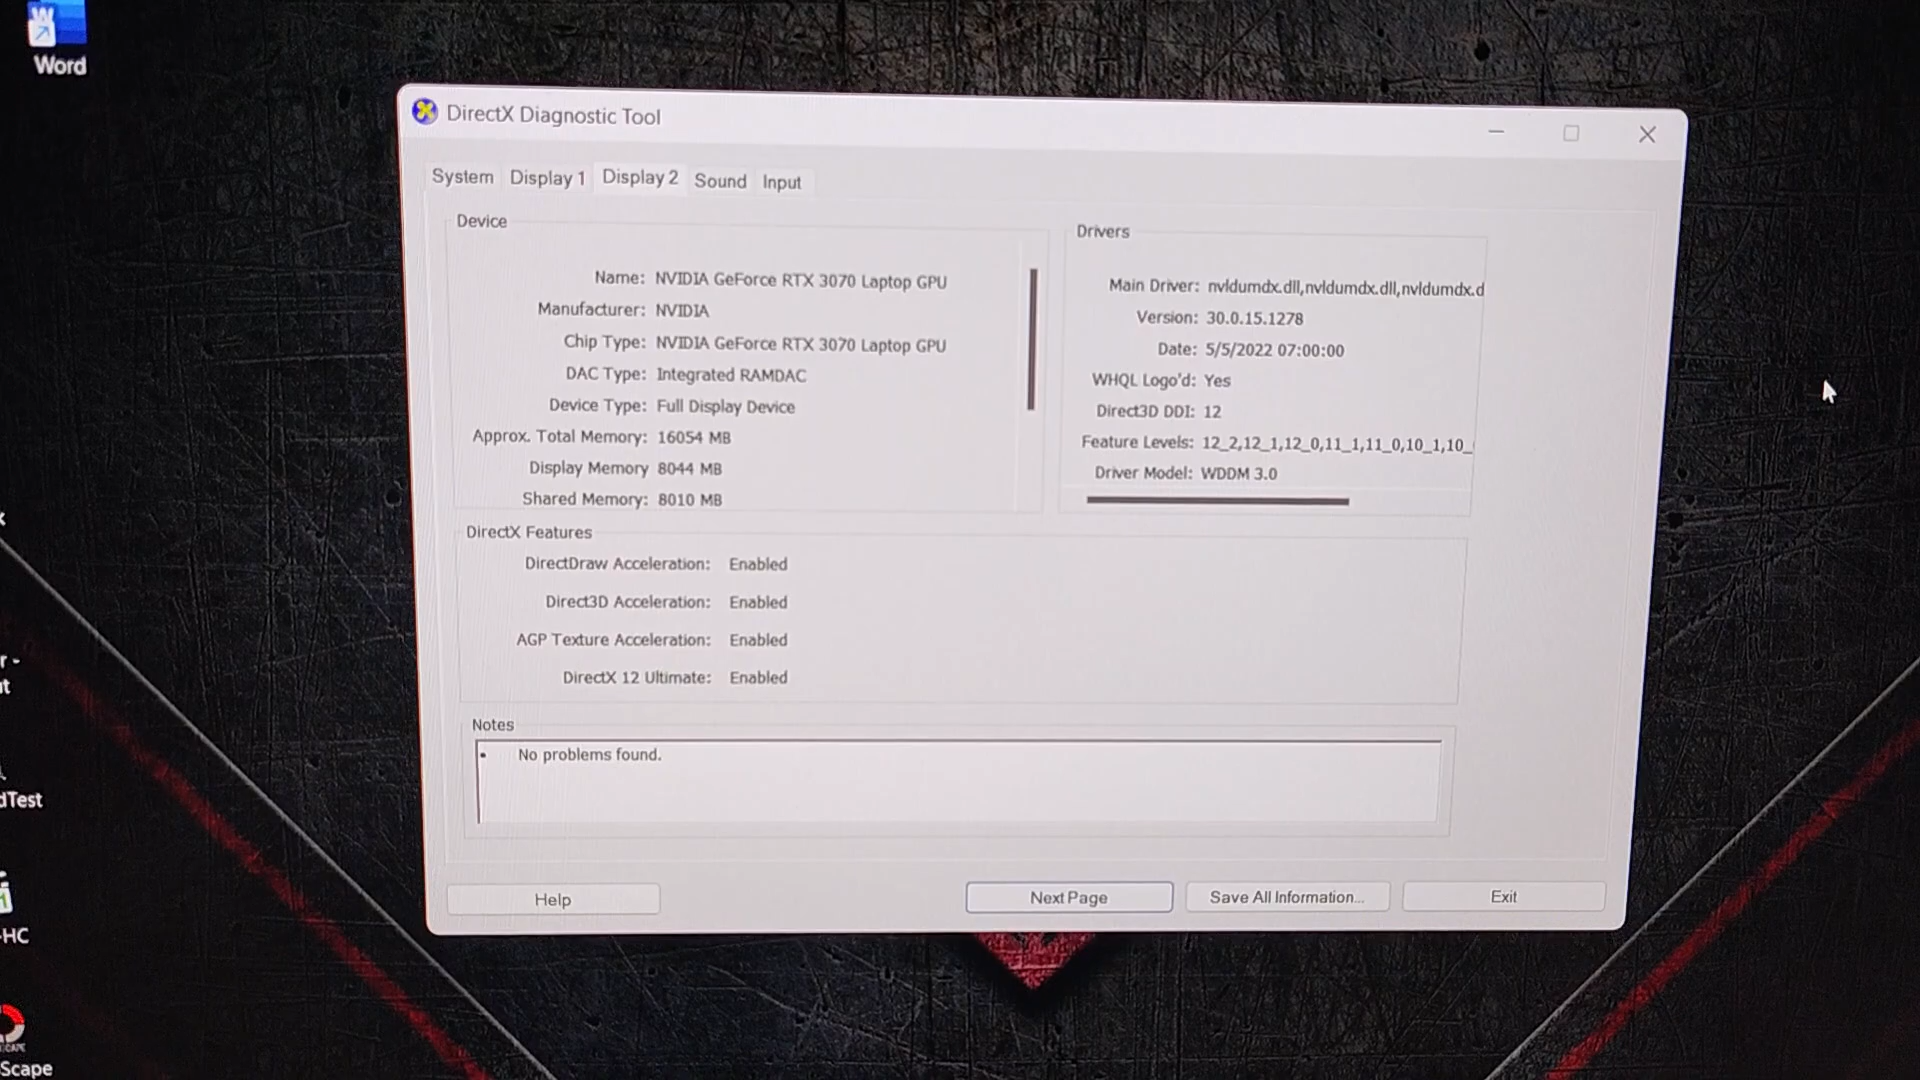 Word
DirectX Diagnostic Tool
System Display 1 Display 2 Sound Input
Device
Name: NVIDIA GeForce RTX 3070 Laptop GPU
Manufacturer: NVIDIA
Chip Type: NVIDIA GeForce RTX 3070 Laptop GPU
DAC Type: Integrated RAMDAC
Device Type: Full Display Device
Approx. Total Memory: 16054 MB
Display Memory 8044 MB
Shared Memory: 8010 MB
Drivers
Main Driver: nvldumdx.dll,nvldumdx.dll,nvldumdx.d
Version: 30.0.15.1278
Date: 5/5/2022 07:00:00
WHQL Logo'd: Yes
Direct3D DDI: 12
Feature Levels: 12_2,12_1,12_0,11_1,11_0,10_1,10_
Driver Model: WDDM 3.0
DirectX Features
DirectDraw Acceleration: Enabled
Direct3D Acceleration: Enabled
AGP Texture Acceleration: Enabled
DirectX 12 Ultimate: Enabled
Notes
• No problems found.
Help Next Page Save All Information... Exit
r -
t
dTest
-HC
Scape